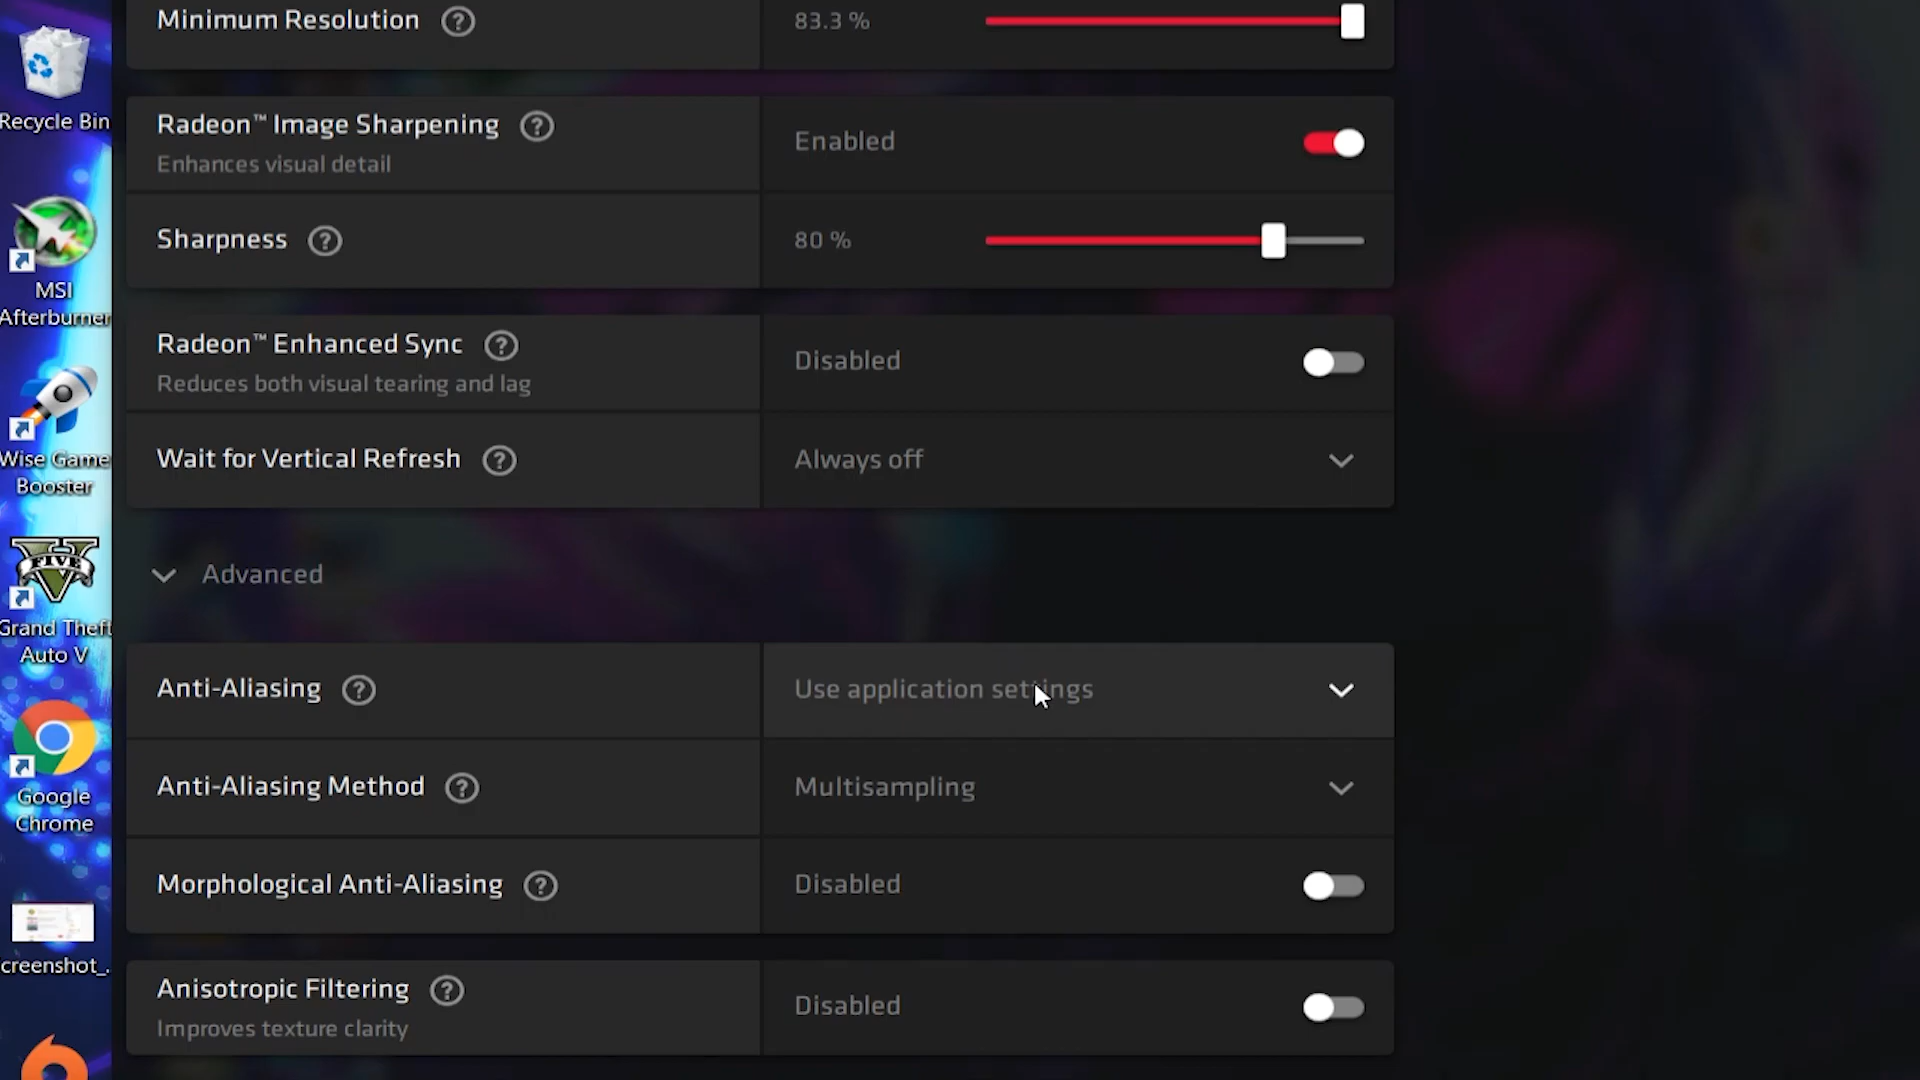 Minimum Resolution ? 83.3 %
Radeon™ Image Sharpening ? Enabled
Enhances visual detail
Sharpness ? 80 %
Radeon™ Enhanced Sync ? Disabled
Reduces both visual tearing and lag
Wait for Vertical Refresh ? Always off
Advanced
Anti-Aliasing ? Use application settings
Anti-Aliasing Method ? Multisampling
Morphological Anti-Aliasing ? Disabled
Anisotropic Filtering ? Disabled
Improves texture clarity
Recycle Bin
MSI
Afterburner
Wise Game
Booster
FIVE
V
Grand Theft
Auto V
Google
Chrome
creenshot_.